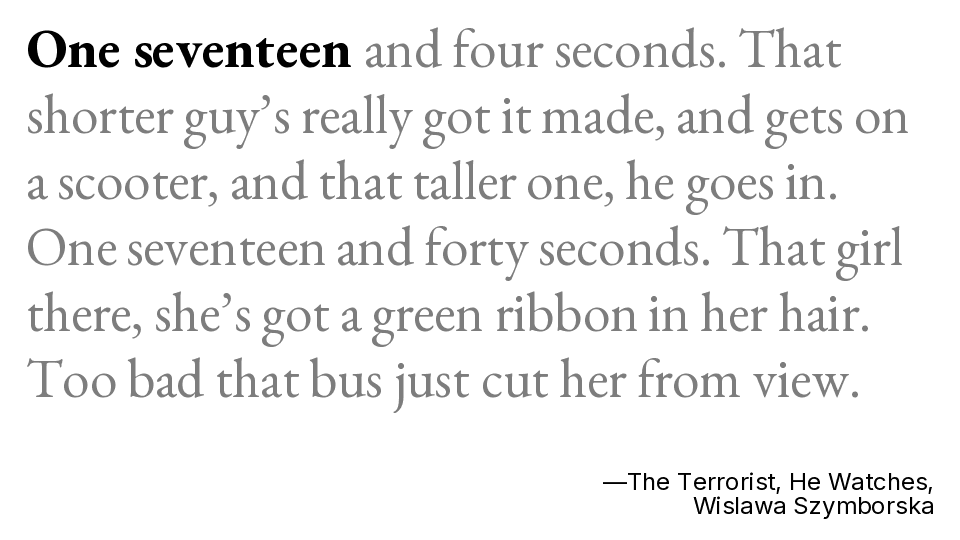 One seventeen and four seconds. That
shorter guy’s really got it made, and gets on
a scooter, and that taller one, he goes in.
One seventeen and forty seconds. That girl
there, she’s got a green ribbon in her hair.
Too bad that bus just cut her from view.
—The Terrorist, He Watches,
Wislawa Szymborska